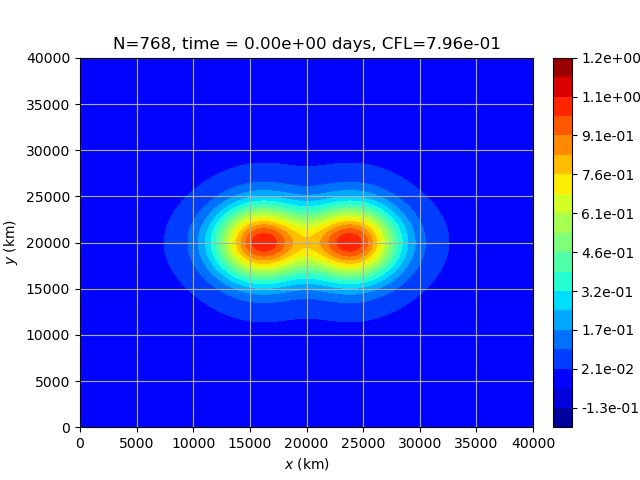 N=768, time = 0.00e+00 days, CFL=7.96e-01
40000
35000
30000
25000
20000
15000
10000
5000
0
y (km)
0 5000 10000 15000 20000 25000 30000 35000 40000
x (km)
1.2e+00
1.1e+00
9.1e-01
7.6e-01
6.1e-01
4.6e-01
3.2e-01
1.7e-01
2.1e-02
-1.3e-01